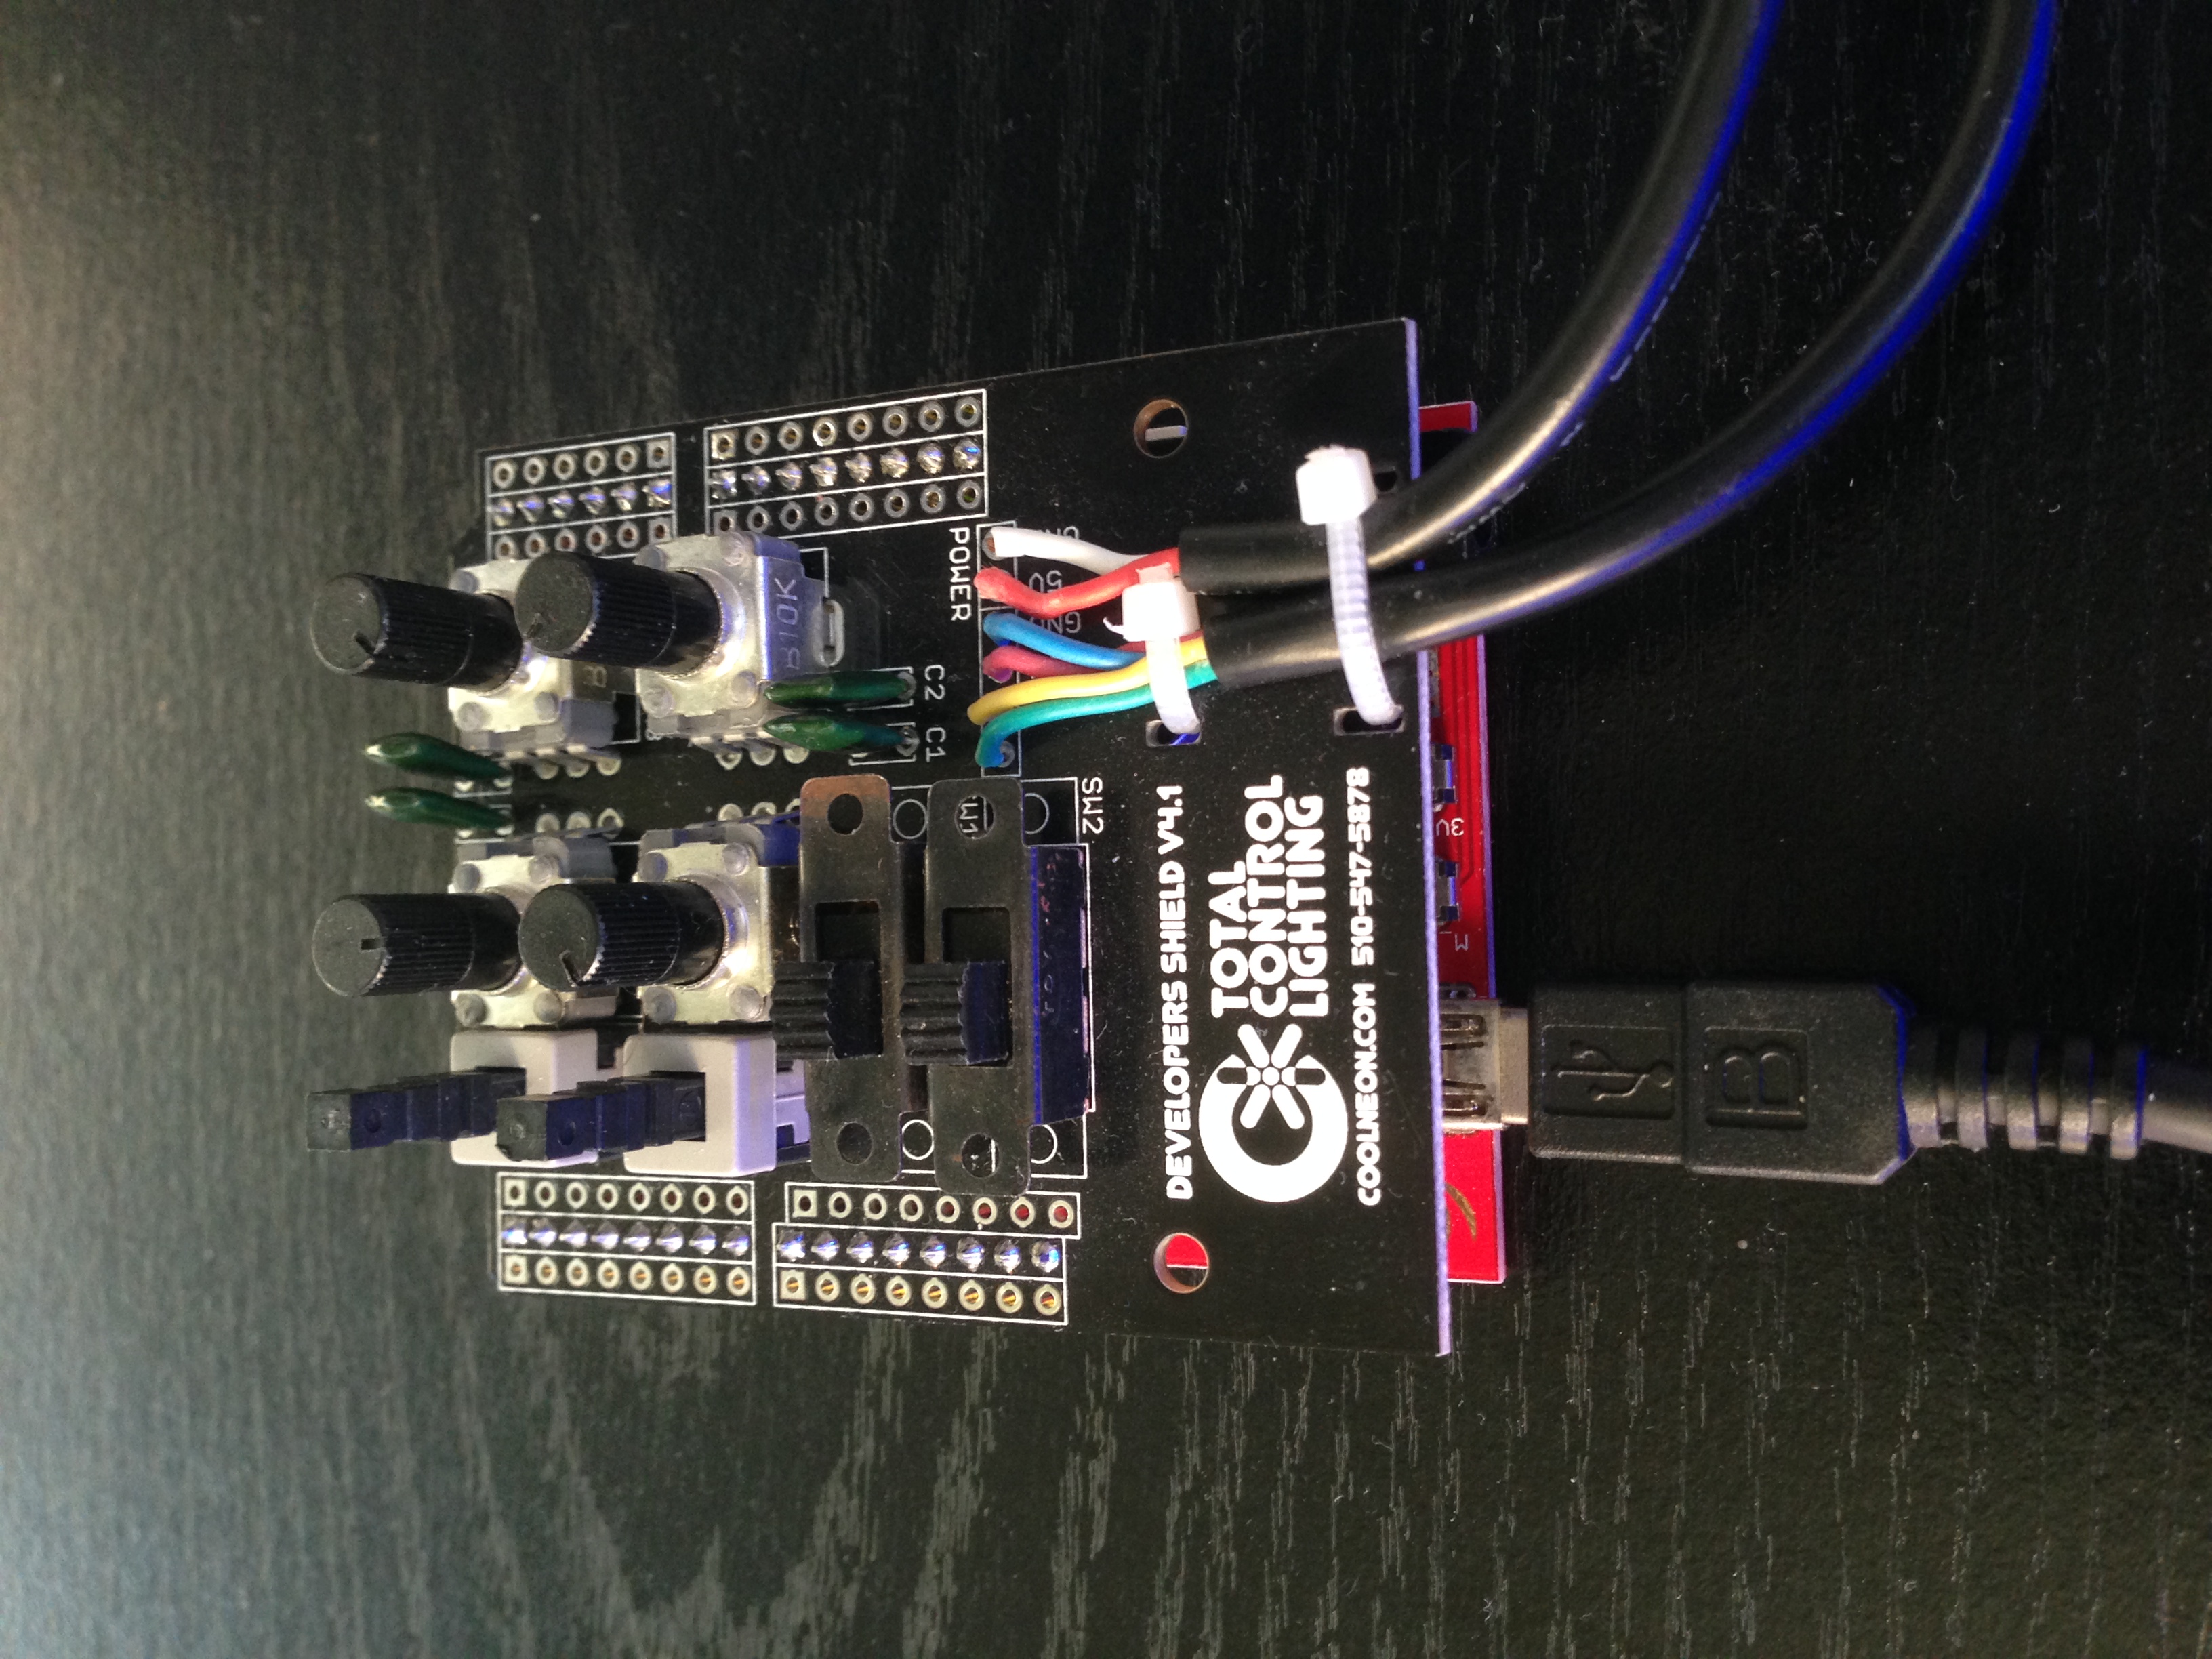 B10K
C1 C2
POWER
GND
5V
SW2
DEVELOPERS SHIELD V4.1
TOTAL
CONTROL
LIGHTING
COOLNEON.COM 510-547-5878
3V
B